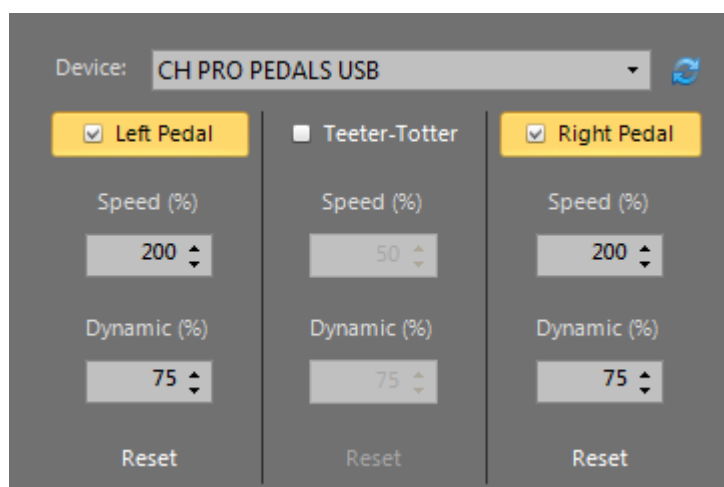 Device: CH PRO PEDALS USB
Left Pedal Teeter-Totter Right Pedal
Speed (%) Speed (%) Speed (%)
200 50 200
Dynamic (%) Dynamic (%) Dynamic (%)
75 75 75
Reset Reset Reset